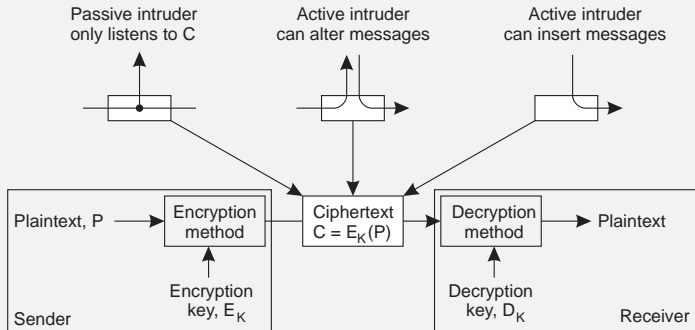 Passive intruder
only listens to C
Active intruder
can alter messages
Active intruder
can insert messages
Plaintext, P
Encryption
method
Ciphertext
C = E_K(P)
Decryption
method
Plaintext
Encryption
key, E_K
Decryption
key, D_K
Sender
Receiver